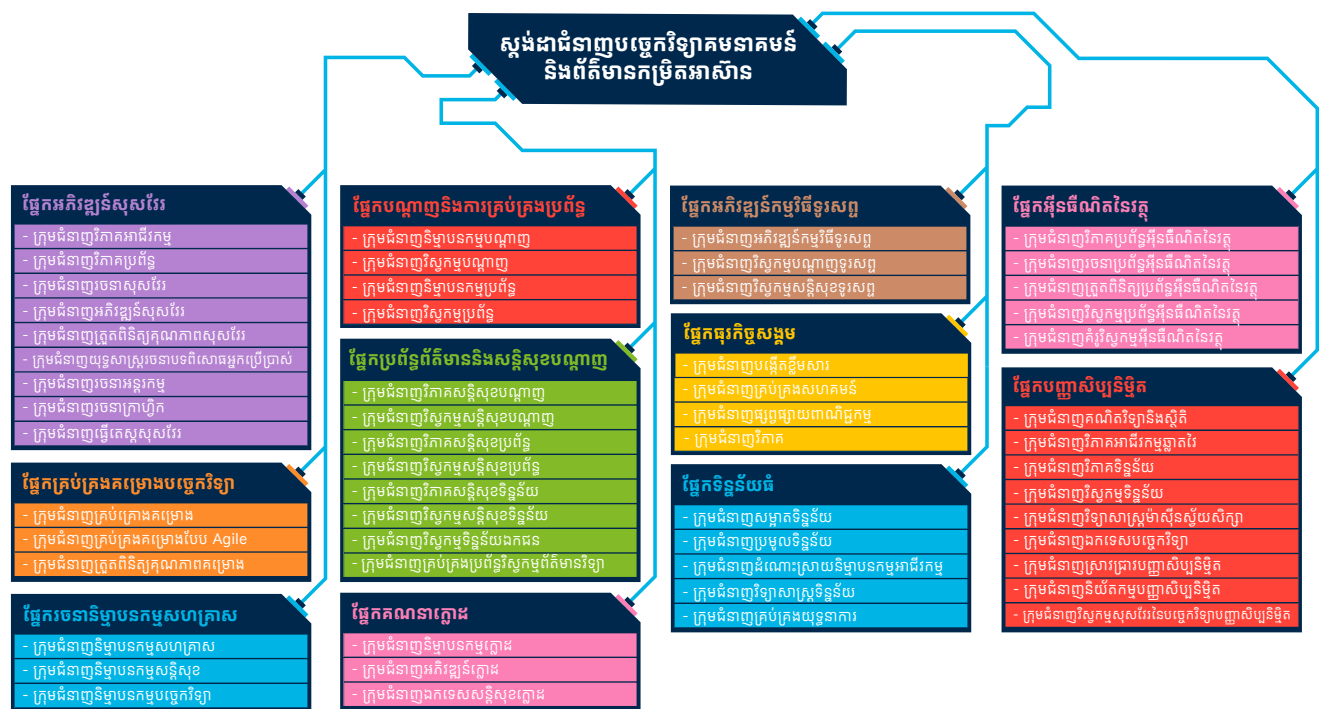 ស្តង់ដាជំនាញបច្ចេកវិទ្យាគមនាគមន៍
និងព័ត៌មានកម្រិតអាស៊ាន
ផ្នែកអភិវឌ្ឍន៍សុសវែរ
- ក្រុមជំនាញវិភាគអាជីវកម្ម
- ក្រុមជំនាញវិភាគប្រព័ន្ធ
- ក្រុមជំនាញរចនាសុសវែរ
- ក្រុមជំនាញអភិវឌ្ឍន៍សុសវែរ
- ក្រុមជំនាញត្រួតពិនិត្យគុណភាពសុសវែរ
- ក្រុមជំនាញយុទ្ធសាស្ត្ររចនាបទពិសោធអ្នកប្រើប្រាស់
- ក្រុមជំនាញរចនាអន្តរកម្ម
- ក្រុមជំនាញរចនាក្រាហ្វិក
- ក្រុមជំនាញធ្វើតេស្តសុសវែរ
ផ្នែកគ្រប់គ្រងគម្រោងបច្ចេកវិទ្យា
- ក្រុមជំនាញគ្រប់គ្រោងគម្រោង
- ក្រុមជំនាញគ្រប់គ្រងគម្រោងបែប Agile
- ក្រុមជំនាញត្រួតពិនិត្យគុណភាពគម្រោង
ផ្នែករចនានិម្មាបនកម្មសហគ្រាស
- ក្រុមជំនាញនិម្មាបនកម្មសហគ្រាស
- ក្រុមជំនាញនិម្មាបនកម្មសន្តិសុខ
- ក្រុមជំនាញនិម្មាបនកម្មបច្ចេកវិទ្យា
ផ្នែកបណ្តាញនិងការគ្រប់គ្រងប្រព័ន្ធ
- ក្រុមជំនាញនិម្មាបនកម្មបណ្តាញ
- ក្រុមជំនាញវិស្វកម្មបណ្តាញ
- ក្រុមជំនាញនិម្មាបនកម្មប្រព័ន្ធ
- ក្រុមជំនាញវិស្វកម្មប្រព័ន្ធ
ផ្នែកប្រព័ន្ធព័ត៌មាននិងសន្តិសុខបណ្តាញ
- ក្រុមជំនាញវិភាគសន្តិសុខបណ្តាញ
- ក្រុមជំនាញវិស្វកម្មសន្តិសុខបណ្តាញ
- ក្រុមជំនាញវិភាគសន្តិសុខប្រព័ន្ធ
- ក្រុមជំនាញវិស្វកម្មសន្តិសុខប្រព័ន្ធ
- ក្រុមជំនាញវិភាគសន្តិសុខទិន្នន័យ
- ក្រុមជំនាញវិស្វកម្មសន្តិសុខទិន្នន័យ
- ក្រុមជំនាញវិស្វកម្មទិន្នន័យឯកជន
- ក្រុមជំនាញគ្រប់គ្រងប្រព័ន្ធវិស្វកម្មព័ត៌មានវិទ្យា
ផ្នែកគណនាក្លោដ
- ក្រុមជំនាញនិម្មាបនកម្មក្លោដ
- ក្រុមជំនាញអភិវឌ្ឍន៍ក្លោដ
- ក្រុមជំនាញឯកទេសសន្តិសុខក្លោដ
ផ្នែកអភិវឌ្ឍន៍កម្មវិធីទូរសព្ទ
- ក្រុមជំនាញអភិវឌ្ឍន៍កម្មវិធីទូរសព្ទ
- ក្រុមជំនាញវិស្វកម្មបណ្តាញទូរសព្ទ
- ក្រុមជំនាញវិស្វកម្មសន្តិសុខទូរសព្ទ
ផ្នែកធុរកិច្ចសង្គម
- ក្រុមជំនាញបង្កើតខ្លឹមសារ
- ក្រុមជំនាញគ្រប់គ្រងសហគមន៍
- ក្រុមជំនាញផ្សព្វផ្សាយពាណិជ្ជកម្ម
- ក្រុមជំនាញវិភាគ
ផ្នែកទិន្នន័យធំ
- ក្រុមជំនាញសម្អាតទិន្នន័យ
- ក្រុមជំនាញប្រមូលទិន្នន័យ
- ក្រុមជំនាញដំណោះស្រាយនិម្មាបនកម្មអាជីវកម្ម
- ក្រុមជំនាញវិទ្យាសាស្ត្រទិន្នន័យ
- ក្រុមជំនាញគ្រប់គ្រងយុទ្ធនាការ
ផ្នែកអ៊ីនធឺណិតនៃវត្ថុ
- ក្រុមជំនាញវិភាគប្រព័ន្ធអ៊ីនធឺណិតនៃវត្ថុ
- ក្រុមជំនាញរចនាប្រព័ន្ធអ៊ីនធឺណិតនៃវត្ថុ
- ក្រុមជំនាញត្រួតពិនិត្យប្រព័ន្ធអ៊ីនធឺណិតនៃវត្ថុ
- ក្រុមជំនាញវិស្វកម្មប្រព័ន្ធអ៊ីនធឺណិតនៃវត្ថុ
- ក្រុមជំនាញគំរូវិស្វកម្មអ៊ីនធឺណិតនៃវត្ថុ
ផ្នែកបញ្ញាសិប្បនិម្មិត
- ក្រុមជំនាញគណិតវិទ្យានិងស្ថិតិ
- ក្រុមជំនាញវិភាគអាជីវកម្មឆ្លាតវៃ
- ក្រុមជំនាញវិភាគទិន្នន័យ
- ក្រុមជំនាញវិស្វកម្មទិន្នន័យ
- ក្រុមជំនាញវិទ្យាសាស្ត្រម៉ាស៊ីនស្វ័យសិក្សា
- ក្រុមជំនាញឯកទេសបច្ចេកវិទ្យា
- ក្រុមជំនាញស្រាវជ្រាវបញ្ញាសិប្បនិម្មិត
- ក្រុមជំនាញនិយ័តកម្មបញ្ញាសិប្បនិម្មិត
- ក្រុមជំនាញវិស្វកម្មសុសវែរនៃបច្ចេកវិទ្យាបញ្ញាសិប្បនិម្មិត